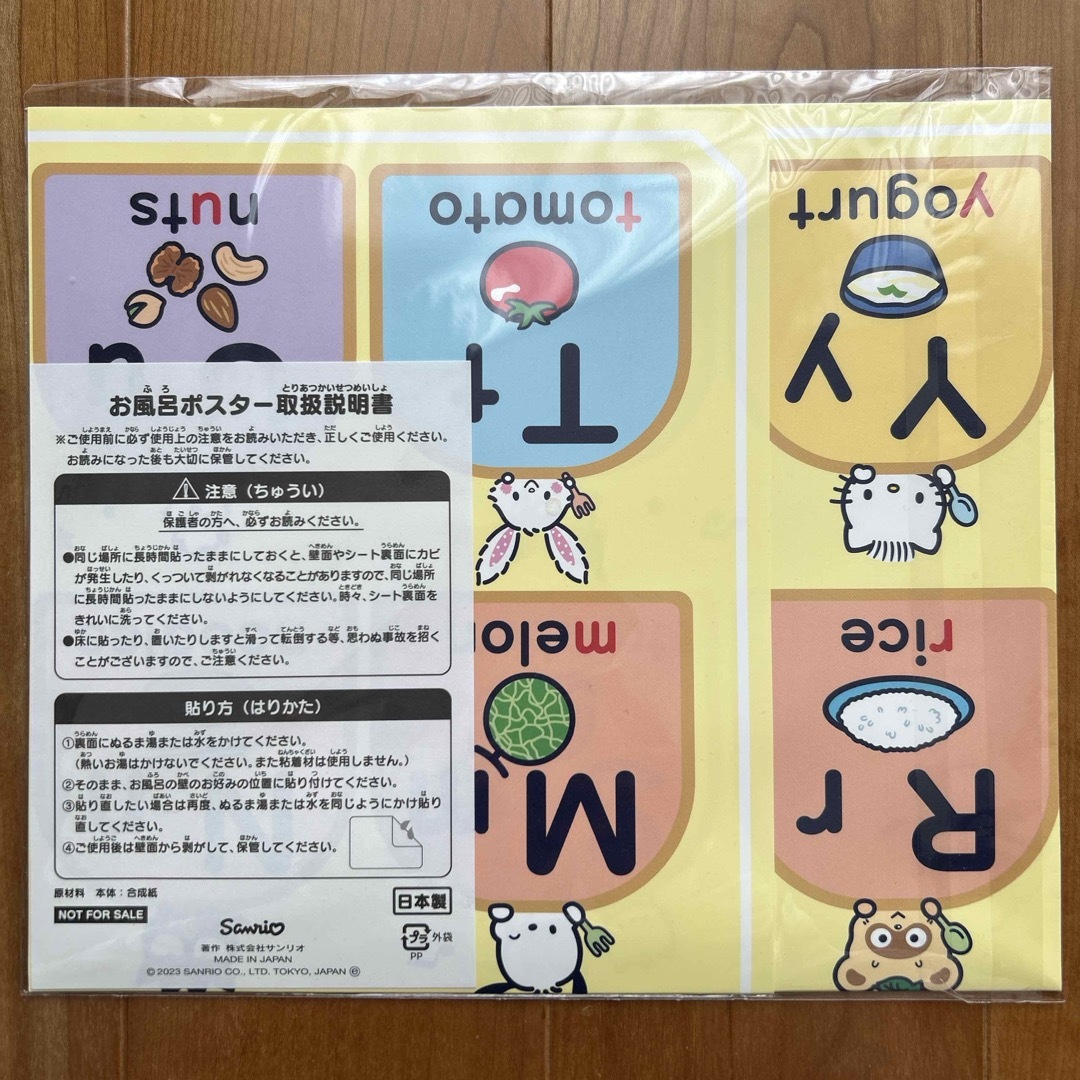 nuts
tomato
yogurt
T t
Y y
melo
rice
M
R r
お風呂ポスター取扱説明書
※ご使用前に必ず使用上の注意をお読みいただき、正しくご使用ください。
お読みになった後も大切に保管してください。
注意（ちゅうい）
保護者の方へ、必ずお読みください。
●同じ場所に長時間貼ったままにしておくと、壁面やシート裏面にカビ
が発生したり、くっついて剥がれなくなることがありますので、同じ場所
に長時間貼ったままにしないようにしてください。時々、シート裏面を
きれいに洗ってください。
●床に貼ったり、置いたりしますと滑って転倒する等、思わぬ事故を招く
ことがございますので、ご注意ください。
貼り方（はりかた）
①裏面にぬるま湯または水をかけてください。
（熱いお湯はかけないでください。また粘着材は使用しません。）
②そのまま、お風呂の壁のお好みの位置に貼り付けてください。
③貼り直したい場合は再度、ぬるま湯または水を同じようにかけ貼り
直してください。
④ご使用後は壁面から剥がして、保管してください。
原材料 本体：合成紙
NOT FOR SALE
日本製
Sanrio
著作 株式会社サンリオ
MADE IN JAPAN
© 2023 SANRIO CO., LTD. TOKYO, JAPAN ⓔ
プラ
外袋
PP